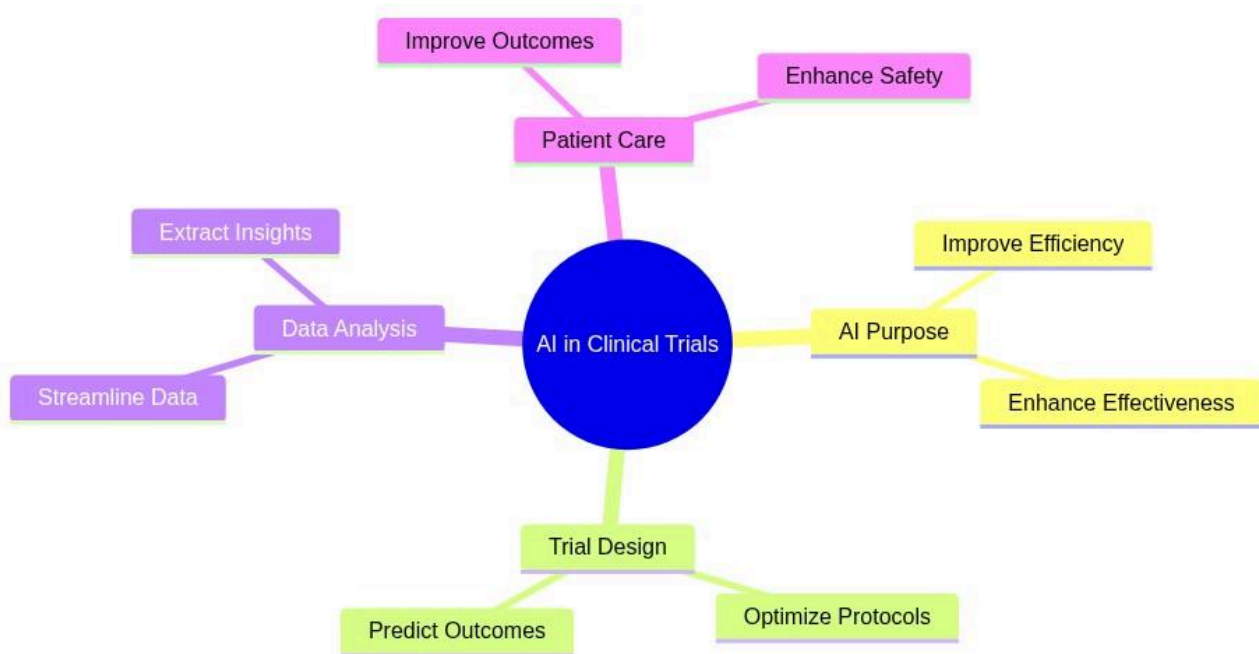 Improve Outcomes
Enhance Safety
Patient Care
Extract Insights
Improve Efficiency
Data Analysis
AI in Clinical Trials
AI Purpose
Streamline Data
Enhance Effectiveness
Trial Design
Predict Outcomes
Optimize Protocols